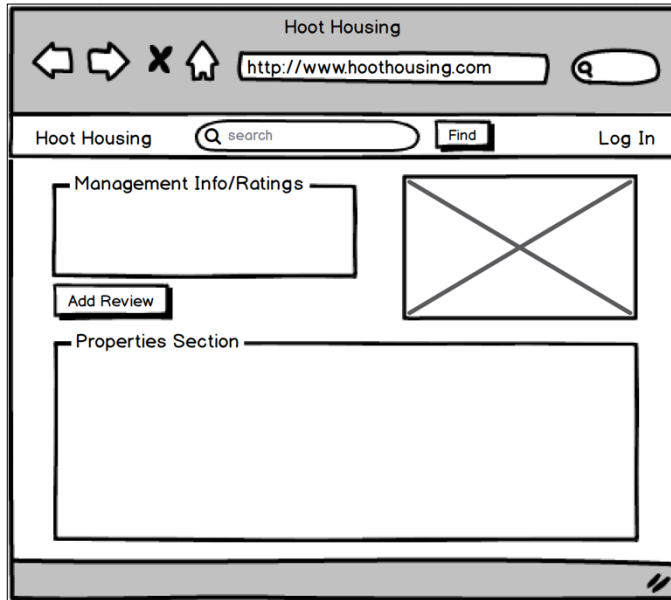 Hoot Housing
http://www.hoothousing.com
Hoot Housing search Find Log In
Management Info/Ratings
Add Review
Properties Section